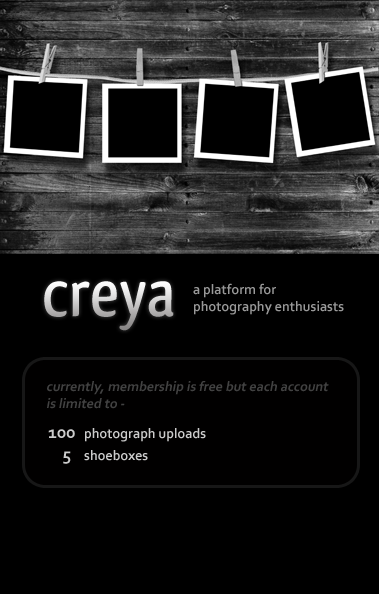 creya
a platform for
photography enthusiasts
currently, membership is free but each account
is limited to -
100 photograph uploads
5 shoeboxes